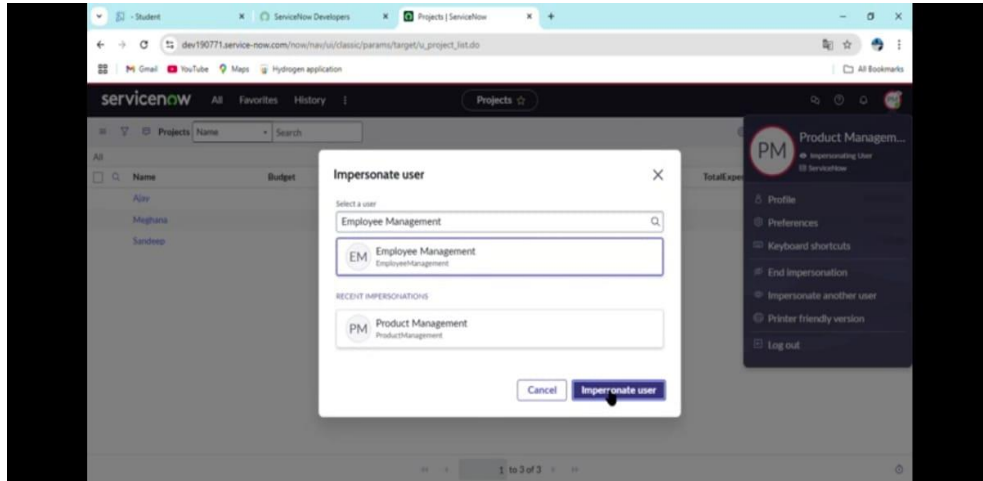 - Student
ServiceNow Developers
Projects | ServiceNow
dev190771.service-now.com/now/nav/ui/classic/params/target/u_project_list.do
Gmail
YouTube
Maps
Hydrogen application
All Bookmarks
servicenow
All
Favorites
History
Projects
Projects
Name
Search
PM
Product Managem...
Impersonating User
ServiceNow
All
Name
Budget
TotalExpen
Ajay
Meghana
Sandeep
Impersonate user
Select a user
Employee Management
EM
Employee Management
EmployeeManagement
RECENT IMPERSONATIONS
PM
Product Management
ProductManagement
Cancel
Impersonate user
Profile
Preferences
Keyboard shortcuts
End impersonation
Impersonate another user
Printer friendly version
Log out
1 to 3 of 3